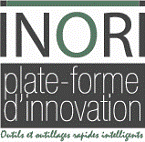 INORI
plate-forme
d'innovation
Outils et outillages rapides intelligents